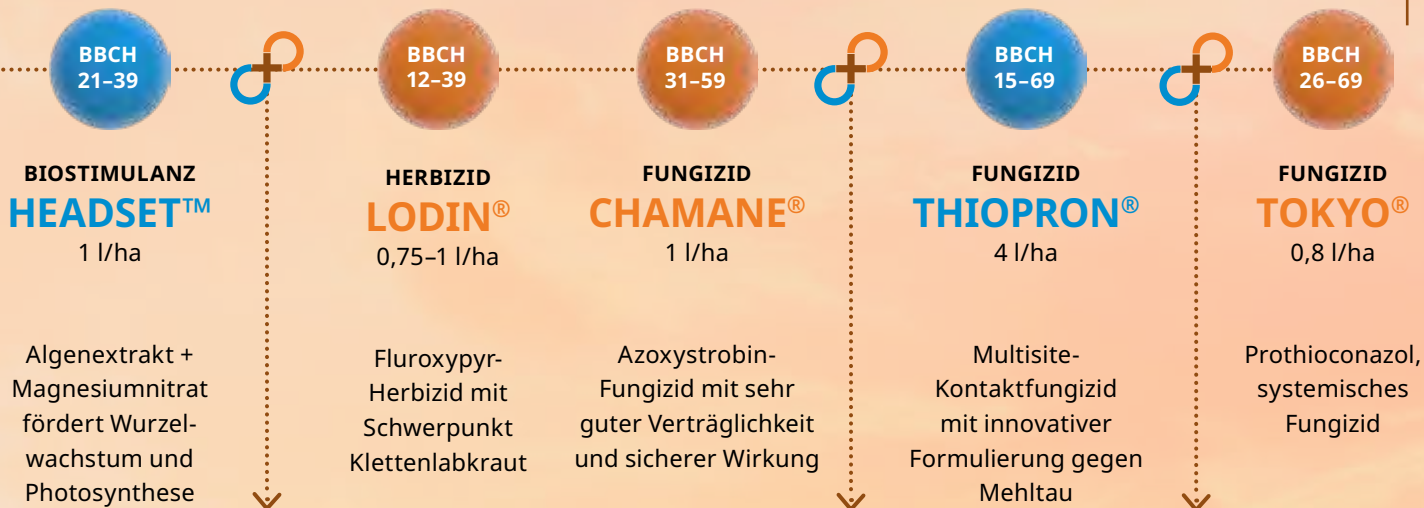 BBCH
21–39
BIOSTIMULANZ
HEADSET™
1 l/ha
Algenextrakt +
Magnesiumnitrat
fördert Wurzel-
wachstum und
Photosynthese
BBCH
12–39
HERBIZID
LODIN®
0,75–1 l/ha
Fluroxypyr-
Herbizid mit
Schwerpunkt
Klettenlabkraut
BBCH
31–59
FUNGIZID
CHAMANE®
1 l/ha
Azoxystrobin-
Fungizid mit sehr
guter Verträglichkeit
und sicherer Wirkung
BBCH
15–69
FUNGIZID
THIOPRON®
4 l/ha
Multisite-
Kontaktfungizid
mit innovativer
Formulierung gegen
Mehltau
BBCH
26–69
FUNGIZID
TOKYO®
0,8 l/ha
Prothioconazol,
systemisches
Fungizid